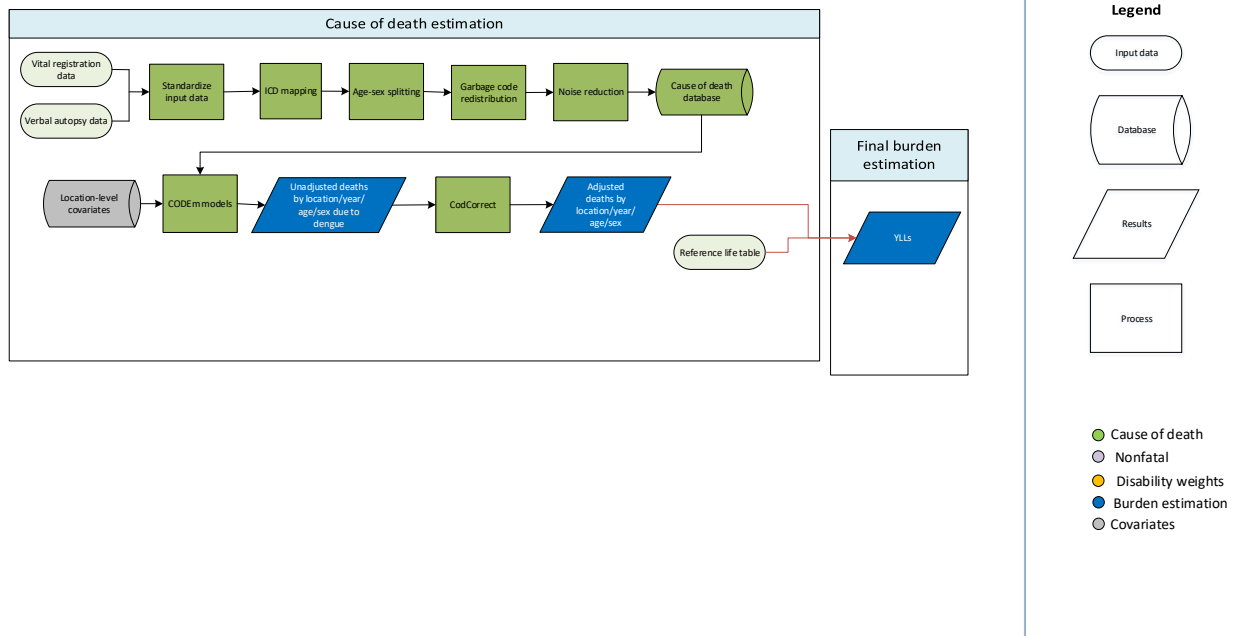 Cause of death estimation
Vital registration
data
Verbal autopsy data
Standardize
input data
ICD mapping
Age-sex splitting
Garbage code
redistribution
Noise reduction
Cause of death
database
Location-level
covariates
CODEm models
Unadjusted deaths
by location/year/
age/sex due to
dengue
CodCorrect
Adjusted
deaths by
location/year/
age/sex
Reference life table
Final burden
estimation
YLLs
Legend
Input data
Database
Results
Process
Cause of death
Nonfatal
Disability weights
Burden estimation
Covariates